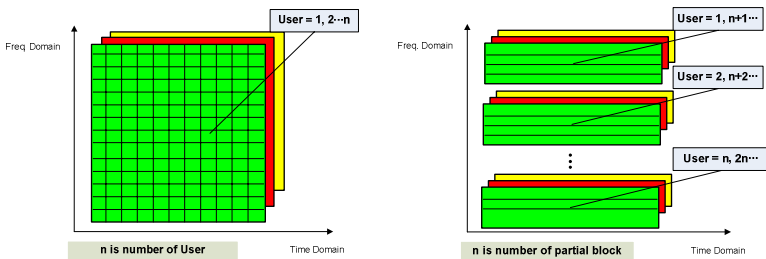 User = 1, 2···n
Freq. Domain
n is number of User
Time Domain
User = 1, n+1···
Freq. Domain
User = 2, n+2···
User = n, 2n···
n is number of partial block
Time Domain